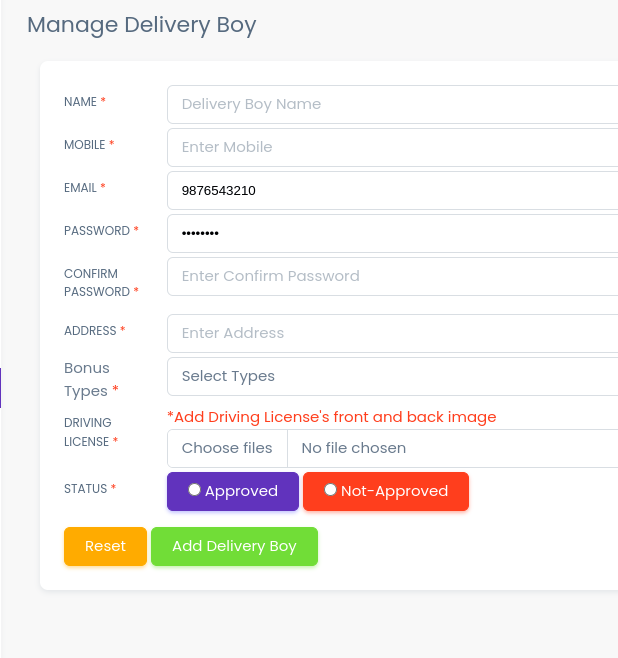 Manage Delivery Boy
NAME *
Delivery Boy Name
MOBILE *
Enter Mobile
EMAIL *
9876543210
PASSWORD *
••••••••
CONFIRM
PASSWORD *
Enter Confirm Password
ADDRESS *
Enter Address
Bonus
Types *
Select Types
*Add Driving License's front and back image
DRIVING
LICENSE *
Choose files No file chosen
STATUS *
Approved Not-Approved
Reset Add Delivery Boy